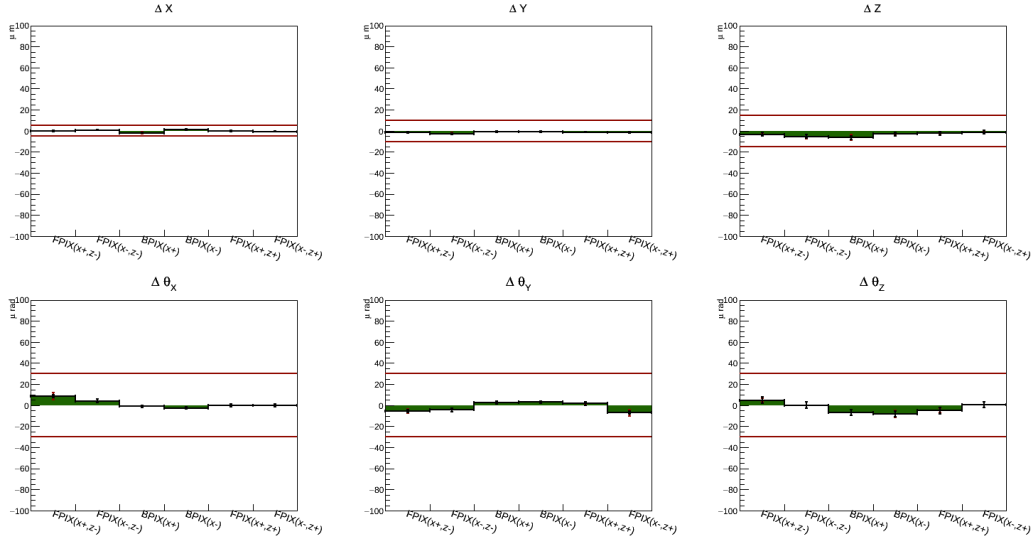 Δ X
μ m
100
80
60
40
20
0
−20
−40
−60
−80
−100
FPIX(x+,z-)
FPIX(x-,z-)
BPIX(x+)
BPIX(x-)
FPIX(x+,z+)
FPIX(x-,z+)
Δ Y
μ m
100
80
60
40
20
0
−20
−40
−60
−80
−100
FPIX(x+,z-)
FPIX(x-,z-)
BPIX(x+)
BPIX(x-)
FPIX(x+,z+)
FPIX(x-,z+)
Δ Z
μ m
100
80
60
40
20
0
−20
−40
−60
−80
−100
FPIX(x+,z-)
FPIX(x-,z-)
BPIX(x+)
BPIX(x-)
FPIX(x+,z+)
FPIX(x-,z+)
Δ θX
μ rad
100
80
60
40
20
0
−20
−40
−60
−80
−100
FPIX(x+,z-)
FPIX(x-,z-)
BPIX(x+)
BPIX(x-)
FPIX(x+,z+)
FPIX(x-,z+)
Δ θY
μ rad
100
80
60
40
20
0
−20
−40
−60
−80
−100
FPIX(x+,z-)
FPIX(x-,z-)
BPIX(x+)
BPIX(x-)
FPIX(x+,z+)
FPIX(x-,z+)
Δ θZ
μ rad
100
80
60
40
20
0
−20
−40
−60
−80
−100
FPIX(x+,z-)
FPIX(x-,z-)
BPIX(x+)
BPIX(x-)
FPIX(x+,z+)
FPIX(x-,z+)